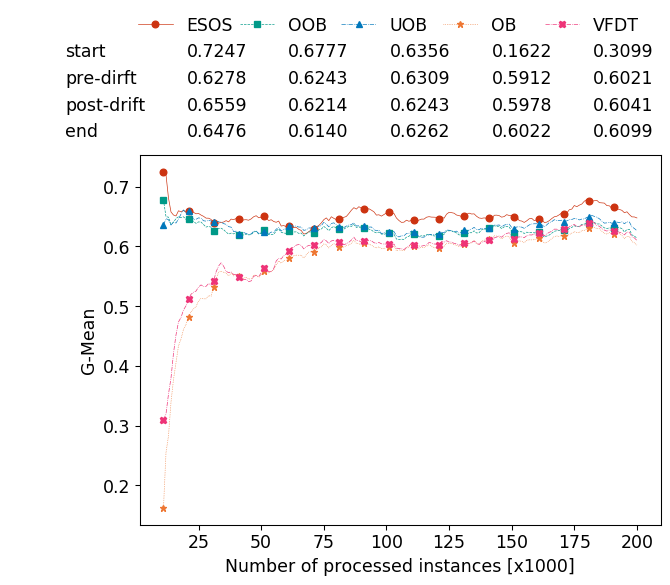 ESOS OOB UOB OB VFDT
start 0.7247 0.6777 0.6356 0.1622 0.3099
pre-dirft 0.6278 0.6243 0.6309 0.5912 0.6021
post-drift 0.6559 0.6214 0.6243 0.5978 0.6041
end 0.6476 0.6140 0.6262 0.6022 0.6099
0.7
0.6
0.5
0.4
0.3
0.2
G-Mean
25 50 75 100 125 150 175 200
Number of processed instances [x1000]